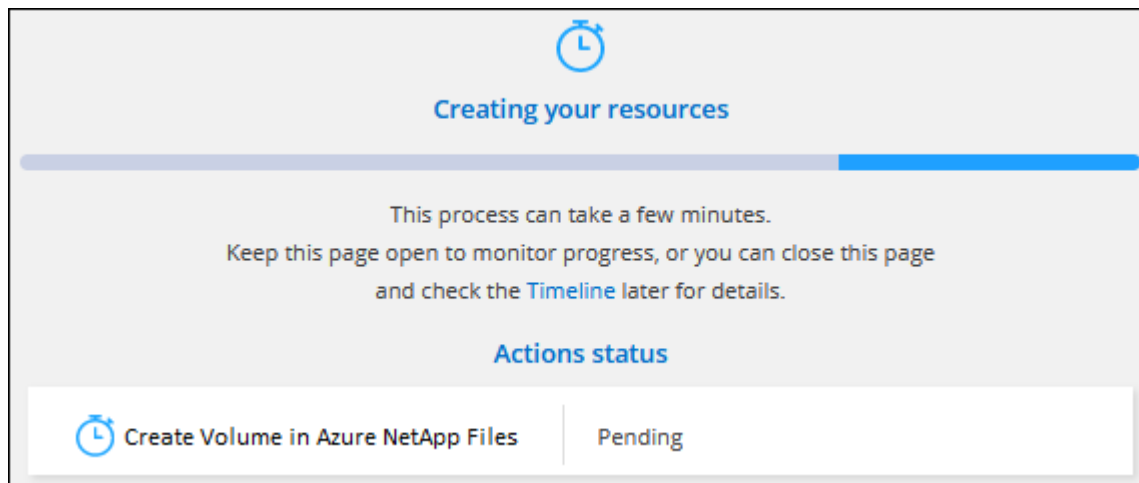 Creating your resources
This process can take a few minutes.
Keep this page open to monitor progress, or you can close this page
and check the Timeline later for details.
Actions status
Create Volume in Azure NetApp Files
Pending